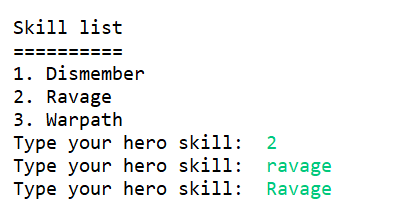 Skill list
==========
1. Dismember
2. Ravage
3. Warpath
Type your hero skill:  2
Type your hero skill:  ravage
Type your hero skill:  Ravage